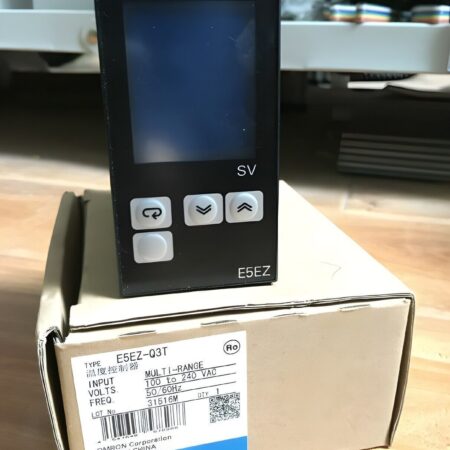 SV
E5EZ
TYPE E5EZ-Q3T
温度控制器
INPUT MULTI-RANGE
VOLTS 100 to 240 VAC
FREQ. 50/60Hz
LOT No 31516M QTY 1
OMRON Corporation
CHINA
Ro